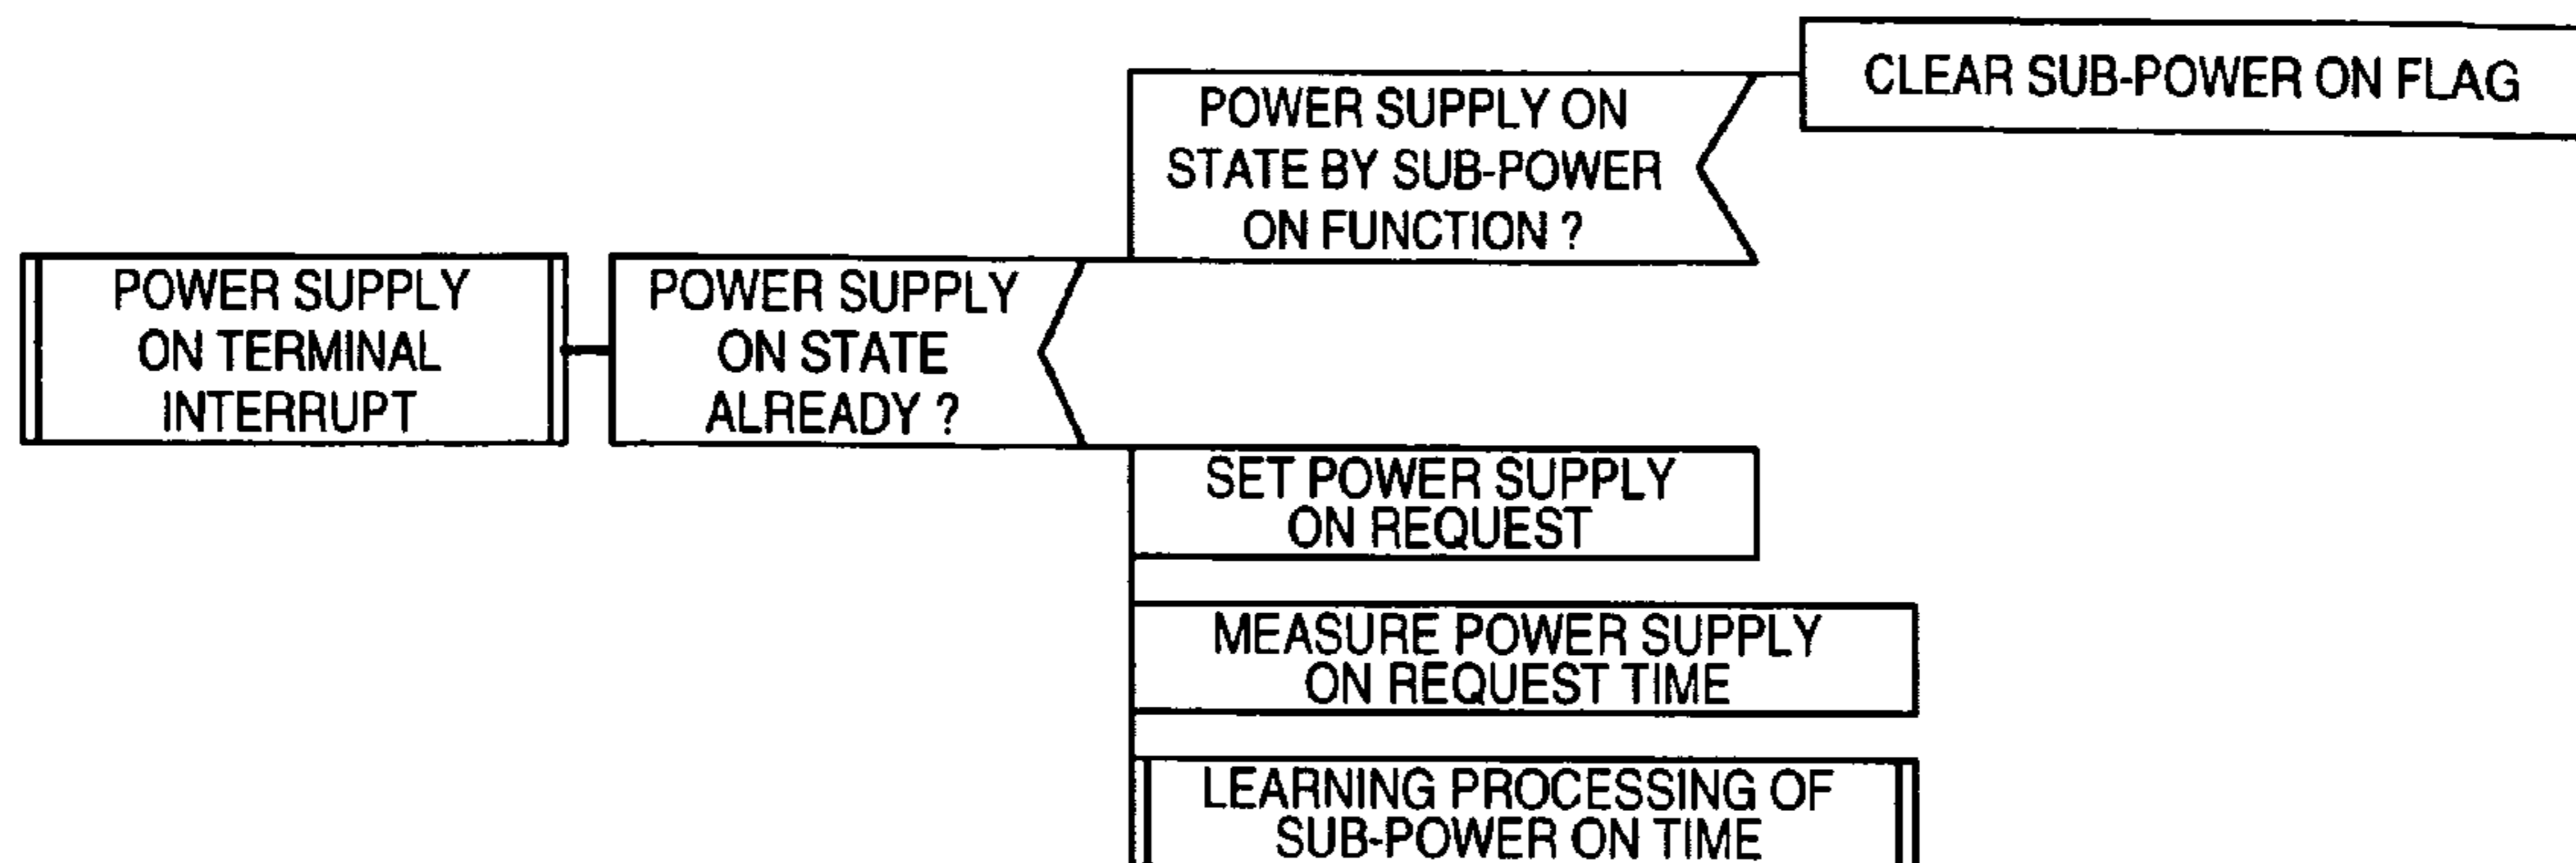 CLEAR SUB-POWER ON FLAG
POWER SUPPLY ON
STATE BY SUB-POWER
ON FUNCTION ?
POWER SUPPLY
ON TERMINAL
INTERRUPT
POWER SUPPLY
ON STATE
ALREADY ?
SET POWER SUPPLY
ON REQUEST
MEASURE POWER SUPPLY
ON REQUEST TIME
LEARNING PROCESSING OF
SUB-POWER ON TIME